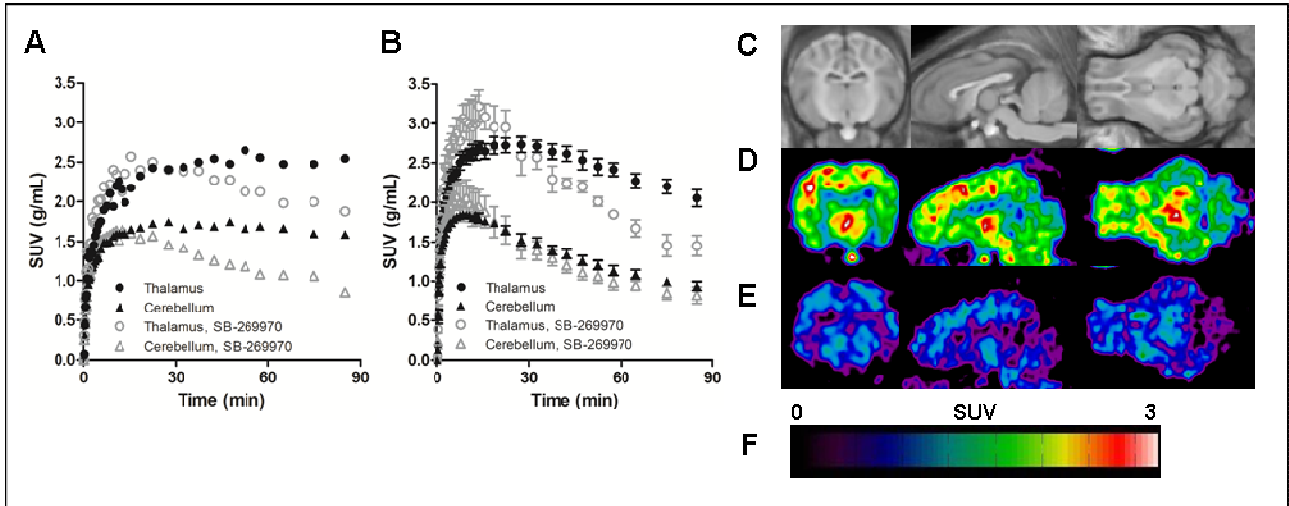 A
SUV (g/mL)
3.5
3.0
2.5
2.0
1.5
1.0
0.5
0.0
0
30
60
90
Time (min)
Thalamus
Cerebellum
Thalamus, SB-269970
Cerebellum, SB-269970
B
SUV (g/mL)
3.5
3.0
2.5
2.0
1.5
1.0
0.5
0.0
0
30
60
90
Time (min)
Thalamus
Cerebellum
Thalamus, SB-269970
Cerebellum, SB-269970
C
D
E
0 SUV 3
F